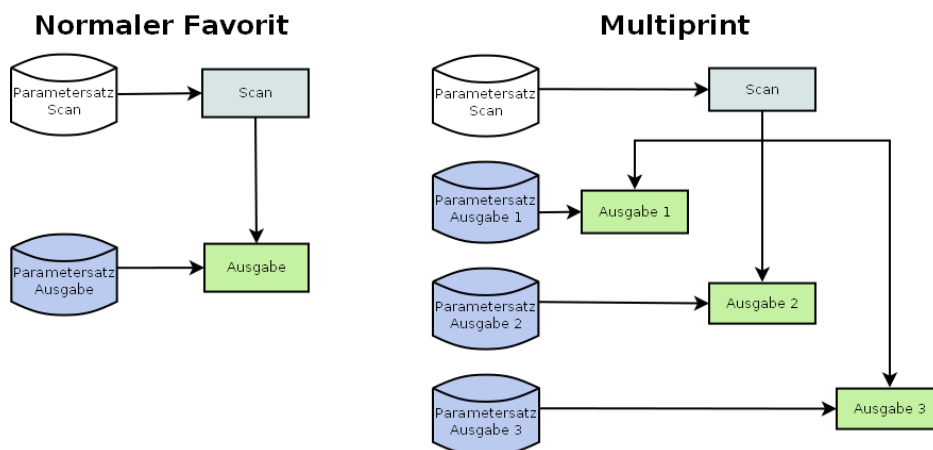 Normaler Favorit
Parametersatz
Scan
Scan
Parametersatz
Ausgabe
Ausgabe
Multiprint
Parametersatz
Scan
Scan
Parametersatz
Ausgabe 1
Ausgabe 1
Parametersatz
Ausgabe 2
Ausgabe 2
Parametersatz
Ausgabe 3
Ausgabe 3